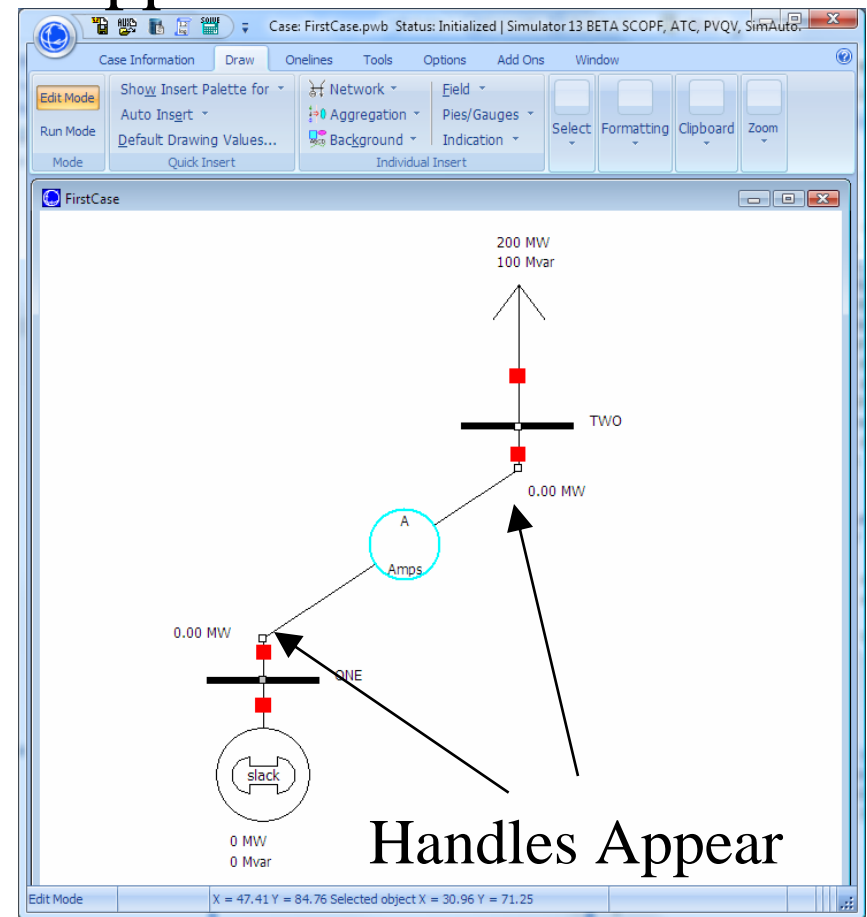 Case: FirstCase.pwb Status: Initialized | Simulator 13 BETA SCOPF, ATC, PVQV, SimAuto.
Case Information Draw Onelines Tools Options Add Ons Window
Edit Mode
Run Mode
Mode
Show Insert Palette for
Auto Insert
Default Drawing Values...
Quick Insert
Network
Aggregation
Background
Field
Pies/Gauges
Indication
Individual Insert
Select
Formatting
Clipboard
Zoom
FirstCase
200 MW
100 Mvar
TWO
0.00 MW
A
Amps
0.00 MW
ONE
slack
0 MW
0 Mvar
Handles Appear
Edit Mode X = 47.41 Y = 84.76 Selected object X = 30.96 Y = 71.25